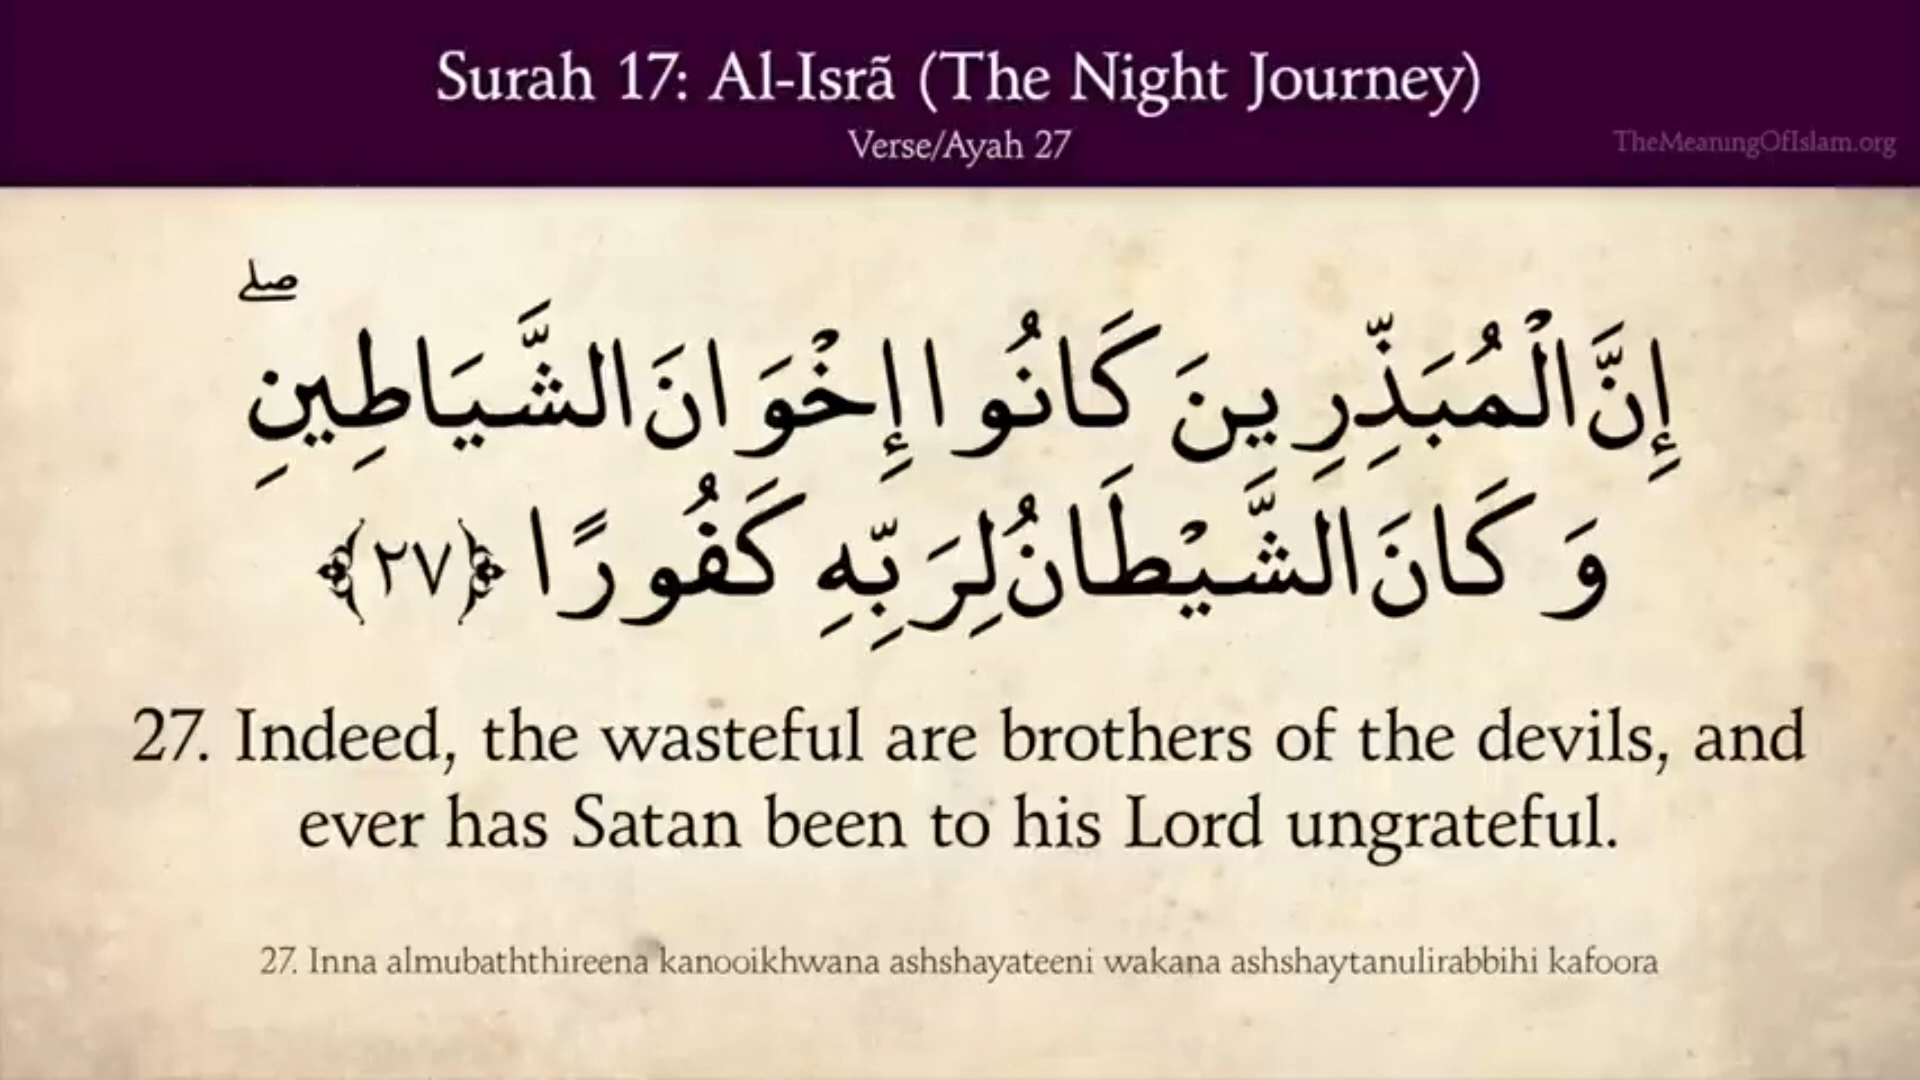 Surah 17: Al-Isrã (The Night Journey)
Verse/Ayah 27
TheMeaningOfIslam.org
إِنَّ الْمُبَذِّرِينَ كَانُوا إِخْوَانَ الشَّيَاطِينِ ۖ
وَكَانَ الشَّيْطَانُ لِرَبِّهِ كَفُورًا ﴿٢٧﴾
27. Indeed, the wasteful are brothers of the devils, and
ever has Satan been to his Lord ungrateful.
27. Inna almubaththireena kanooikhwana ashshayateeni wakana ashshaytanulirabbihi kafoora